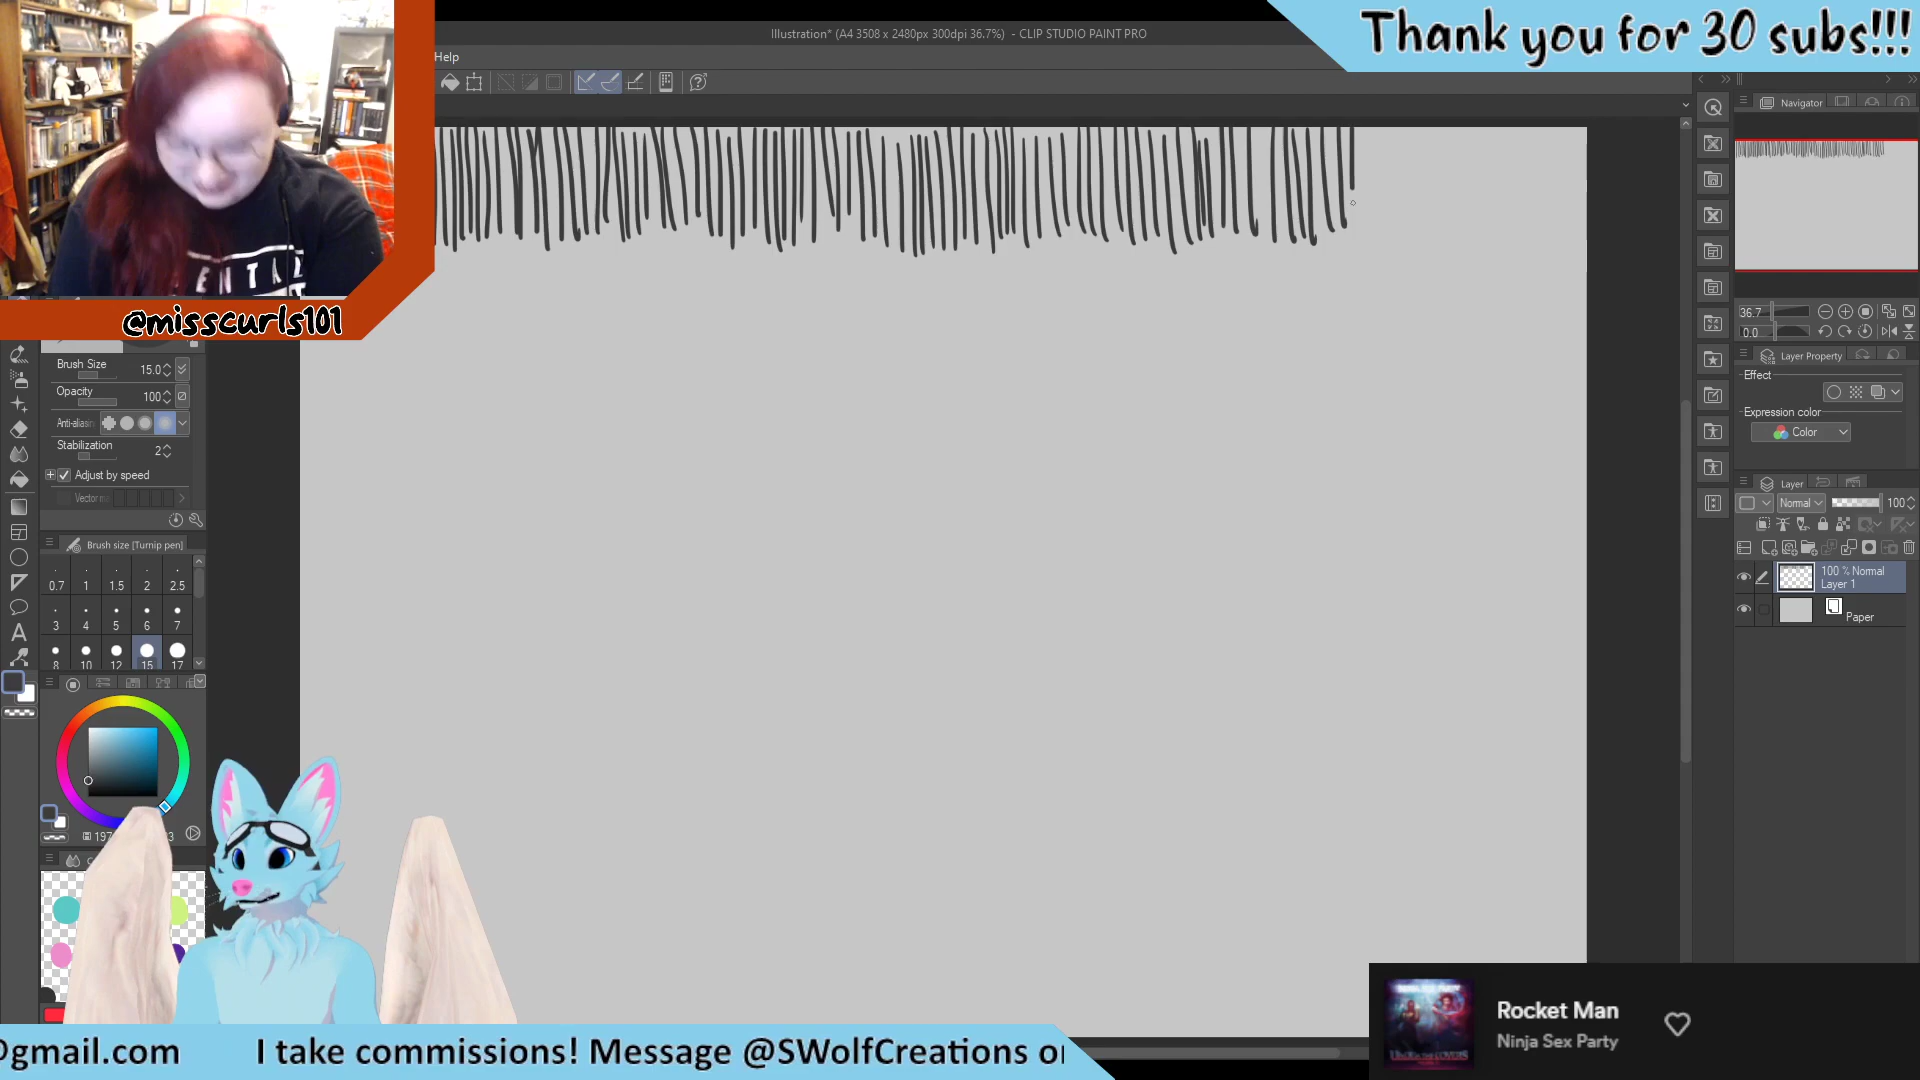 Illustration* (A4 3508 x 2480px 300dpi 36.7%) - CLIP STUDIO PAINT PRO
Thank you for 30 subs!!!
Help
Navigator
@misscurls101
36.7
0.0
Layer Property
Effect
Expression color
Color
Brush Size 15.0
Opacity 100
Anti-aliasin
Stabilization 2
Adjust by speed
Brush size [Turnip pen]
0.7 1 1.5 2 2.5
3 4 5 6 7
8 10 12 15 17
Layer
Normal 100
100 % Normal
Layer 1
Paper
Rocket Man
Ninja Sex Party
@gmail.com I take commissions! Message @SWolfCreations